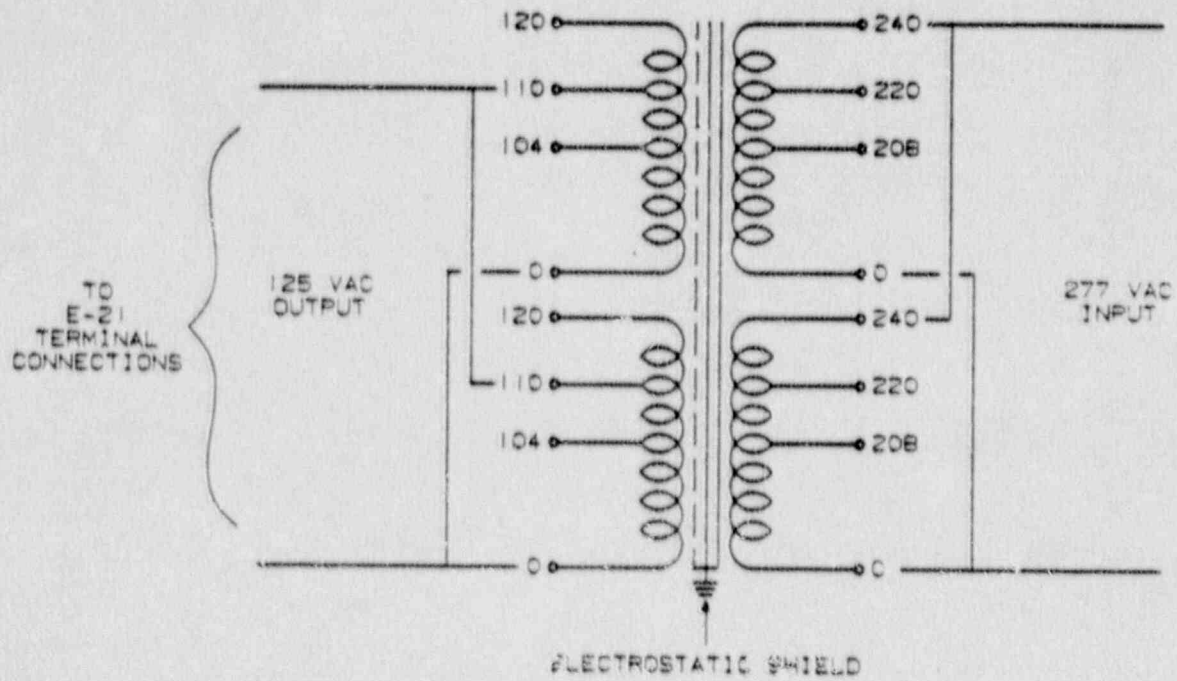 120
240
110
220
104
208
0
0
120
240
110
220
104
208
0
0
TO
E-21
TERMINAL
CONNECTIONS
125 VAC
OUTPUT
277 VAC
INPUT
ELECTROSTATIC SHIELD